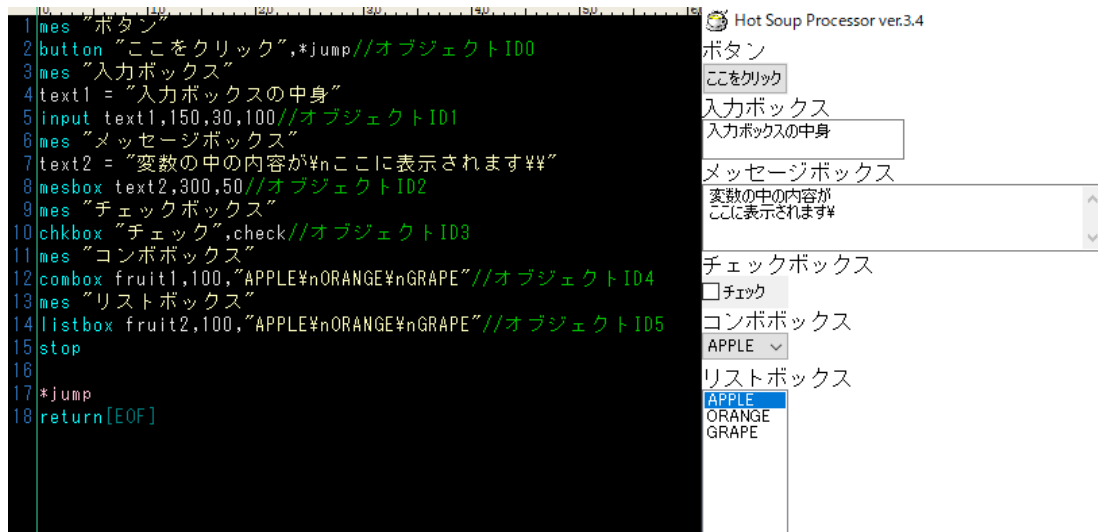 1 mes "ボタン"
2 button "ここをクリック",*jump//オブジェクトID0
3 mes "入力ボックス"
4 text1 = "入力ボックスの中身"
5 input text1,150,30,100//オブジェクトID1
6 mes "メッセージボックス"
7 text2 = "変数の中の内容が¥nここに表示されます¥¥"
8 mesbox text2,300,50//オブジェクトID2
9 mes "チェックボックス"
10 chkbox "チェック",check//オブジェクトID3
11 mes "コンボボックス"
12 combox fruit1,100,"APPLE¥nORANGE¥nGRAPE"//オブジェクトID4
13 mes "リストボックス"
14 listbox fruit2,100,"APPLE¥nORANGE¥nGRAPE"//オブジェクトID5
15 stop
16
17 *jump
18 return[EOF]
Hot Soup Processor ver.3.4
ボタン
ここをクリック
入力ボックス
入力ボックスの中身
メッセージボックス
変数の中の内容が
ここに表示されます¥
チェックボックス
チェック
コンボボックス
APPLE
リストボックス
APPLE
ORANGE
GRAPE